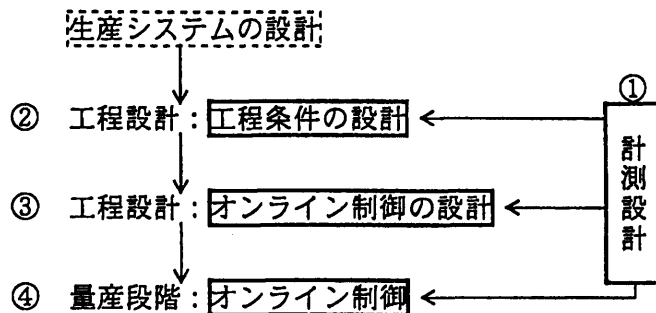 生産システムの設計
①
② 工程設計：工程条件の設計
計測設計
③ 工程設計：オンライン制御の設計
④ 量産段階：オンライン制御